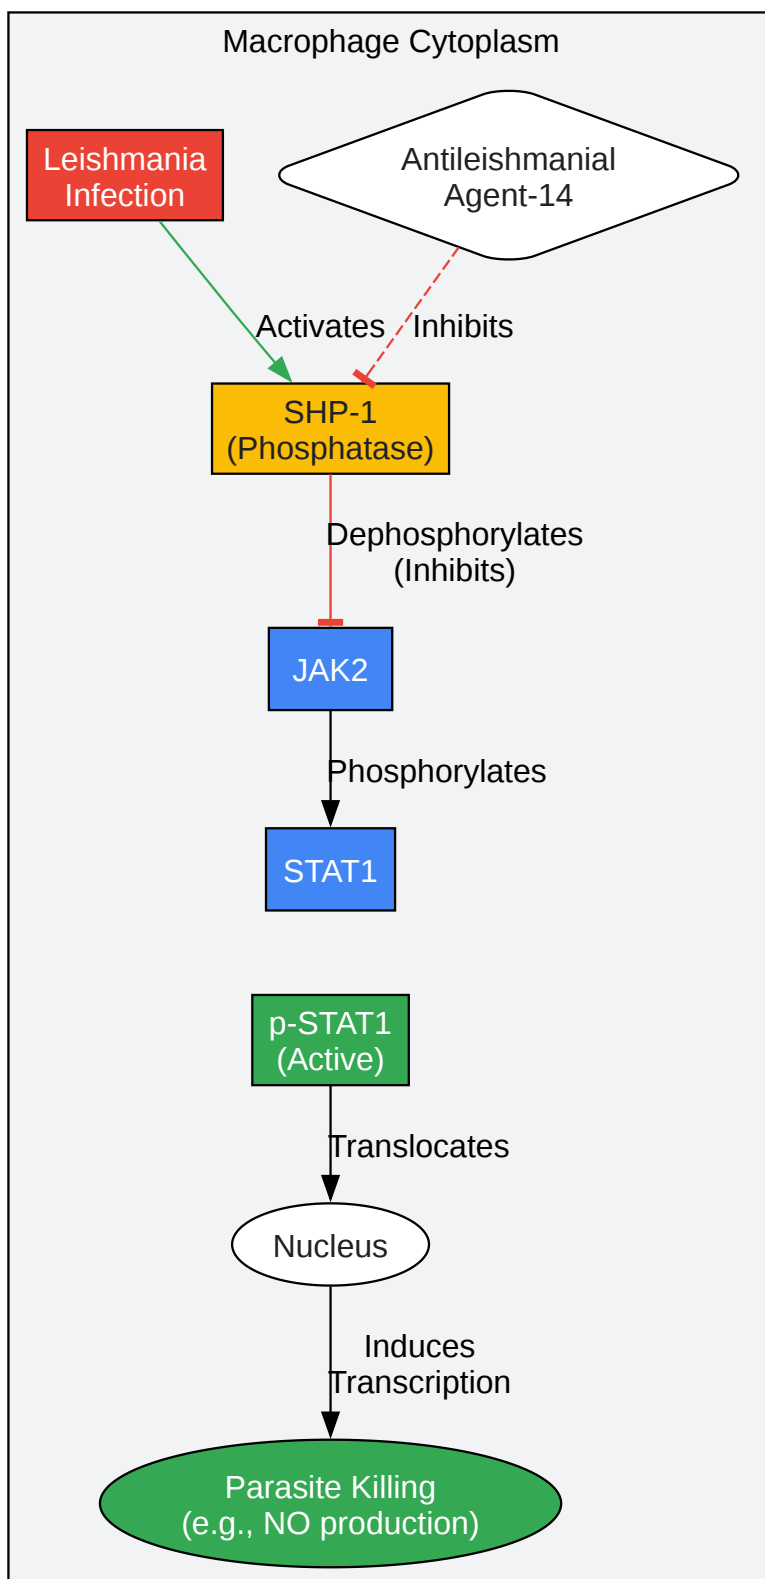 Macrophage Cytoplasm
Leishmania
Infection
Antileishmanial
Agent-14
Activates
Inhibits
SHP-1
(Phosphatase)
Dephosphorylates
(Inhibits)
JAK2
Phosphorylates
STAT1
p-STAT1
(Active)
Translocates
Nucleus
Induces
Transcription
Parasite Killing
(e.g., NO production)